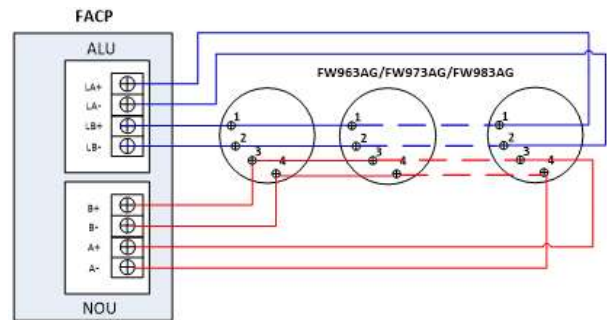 FACP
ALU
LA+
LA-
LB+
LB-
B+
B-
A+
A-
NOU
FW963AG/FW973AG/FW983AG
1
2
3
4
1
2
3
4
1
2
3
4